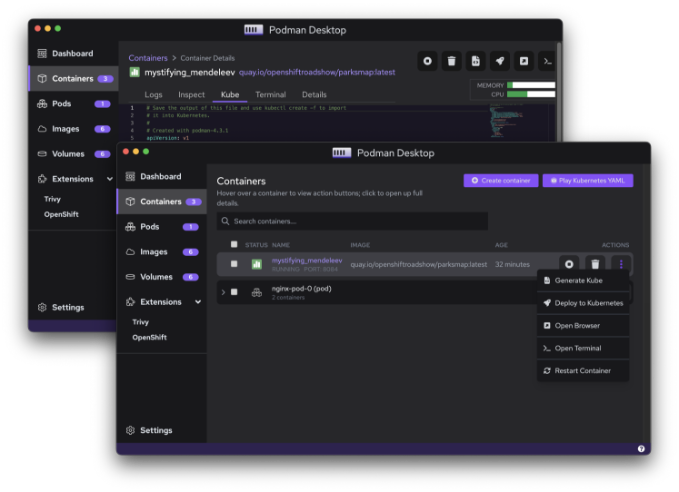 Podman Desktop
Dashboard
Containers 3
Pods 1
Images 6
Volumes 6
Extensions
Trivy
OpenShift
Settings
Containers > Container Details
mystifying_mendeleev quay.io/openshiftroadshow/parksmap:latest
Logs Inspect Kube Terminal Details
MEMORY
CPU
1 # Save the output of this file and use kubectl create -f to import
2 # it into Kubernetes.
3 #
4 # Created with podman-4.3.1
5 apiVersion: v1
Podman Desktop
Dashboard
Containers 3
Pods 1
Images 6
Volumes 6
Extensions
Trivy
OpenShift
Settings
Containers
Hover over a container to view action buttons; click to open up full
details.
Create container
Play Kubernetes YAML
Search containers...
STATUS NAME IMAGE AGE ACTIONS
mystifying_mendeleev quay.io/openshiftroadshow/parksmap:latest 32 minutes
RUNNING PORT 8084
nginx-pod-0 (pod)
2 containers
Generate Kube
Deploy to Kubernetes
Open Browser
Open Terminal
Restart Container